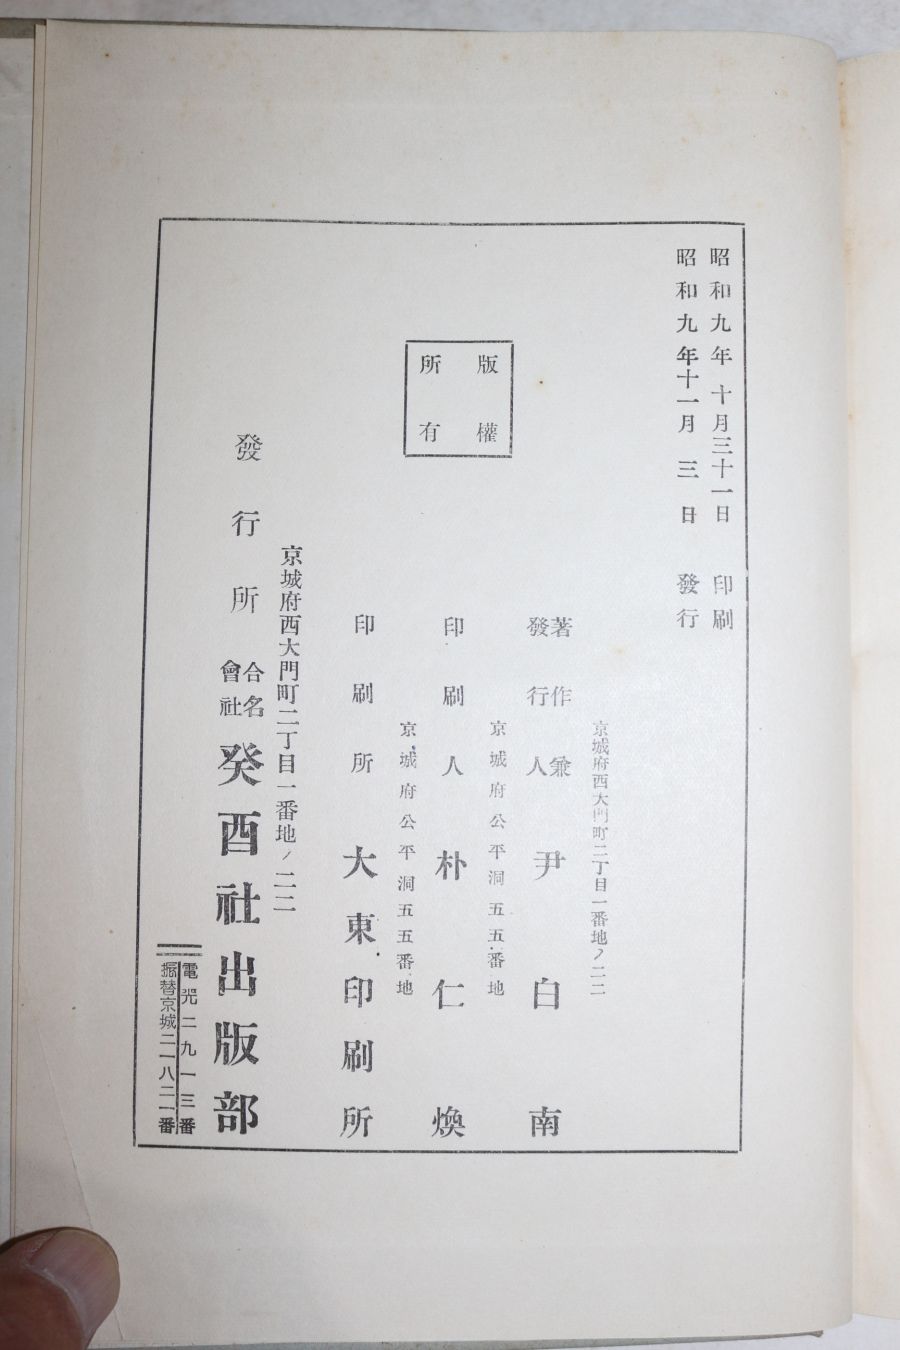 昭和九年十月三十一日 印刷
昭和九年十一月三日 發行
版權
所有
京城府西大門町二丁目一番地ノ二二
著作兼
發行人 尹白南
京城府公平洞五五番地
印刷人 朴仁煥
京城府公平洞五五番地
印刷所 大東印刷所
京城府西大門町二丁目一番地ノ二二
發行所 合名會社 癸酉社出版部
電光二九一三番
振替京城二一八二一番